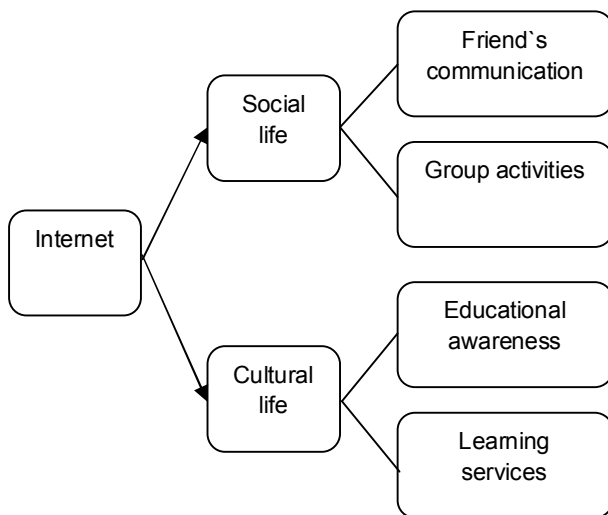 Friend`s
communication
Social
life
Group activities
Internet
Educational
awareness
Cultural
life
Learning
services